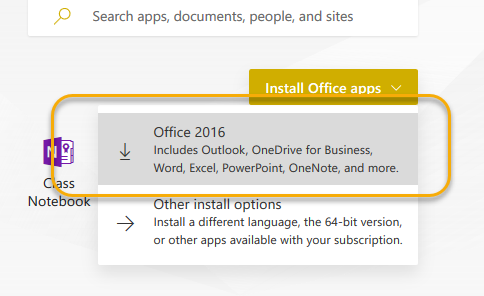 Search apps, documents, people, and sites
Install Office apps
Office 2016
Includes Outlook, OneDrive for Business,
Word, Excel, PowerPoint, OneNote, and more.
N
Class
Notebook
Other install options
Install a different language, the 64-bit version,
or other apps available with your subscription.